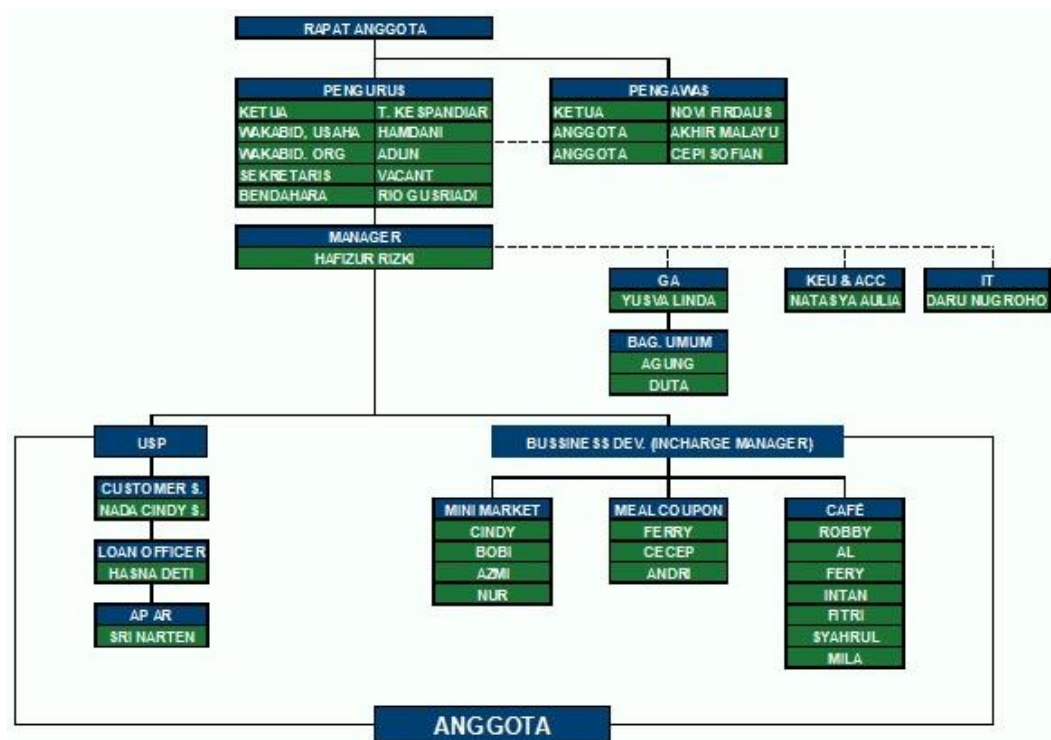 RAPAT ANGGOTA
PENGURUS
KETUA T. KESPANDIAR
WAKABID, USAHA HAMDANI
WAKABID. ORG ADLIN
SEKRETARIS VACANT
BENDAHARA RIO GUSRIADI
PENGAWAS
KETUA NOVI FIRDAUS
ANGGOTA AKHIR MALAYU
ANGGOTA CEPI SOFIAN
MANAGER
HAFIZUR RIZKI
GA
YUSVA LINDA
KEU & ACC
NATASYA AULIA
IT
DARU NUGROHO
BAG. UMUM
AGUNG
DUTA
USP
BUSSINESS DEV. (INCHARGE MANAGER)
CUSTOMER S.
NADA CINDY S.
LOAN OFFICER
HASNA DETI
AP AR
SRI NARTEN
MINI MARKET
CINDY
BOBI
AZMI
NUR
MEAL COUPON
FERRY
CECEP
ANDRI
CAFÉ
ROBBY
AL
FERY
INTAN
FITRI
SYAHRUL
MILA
ANGGOTA